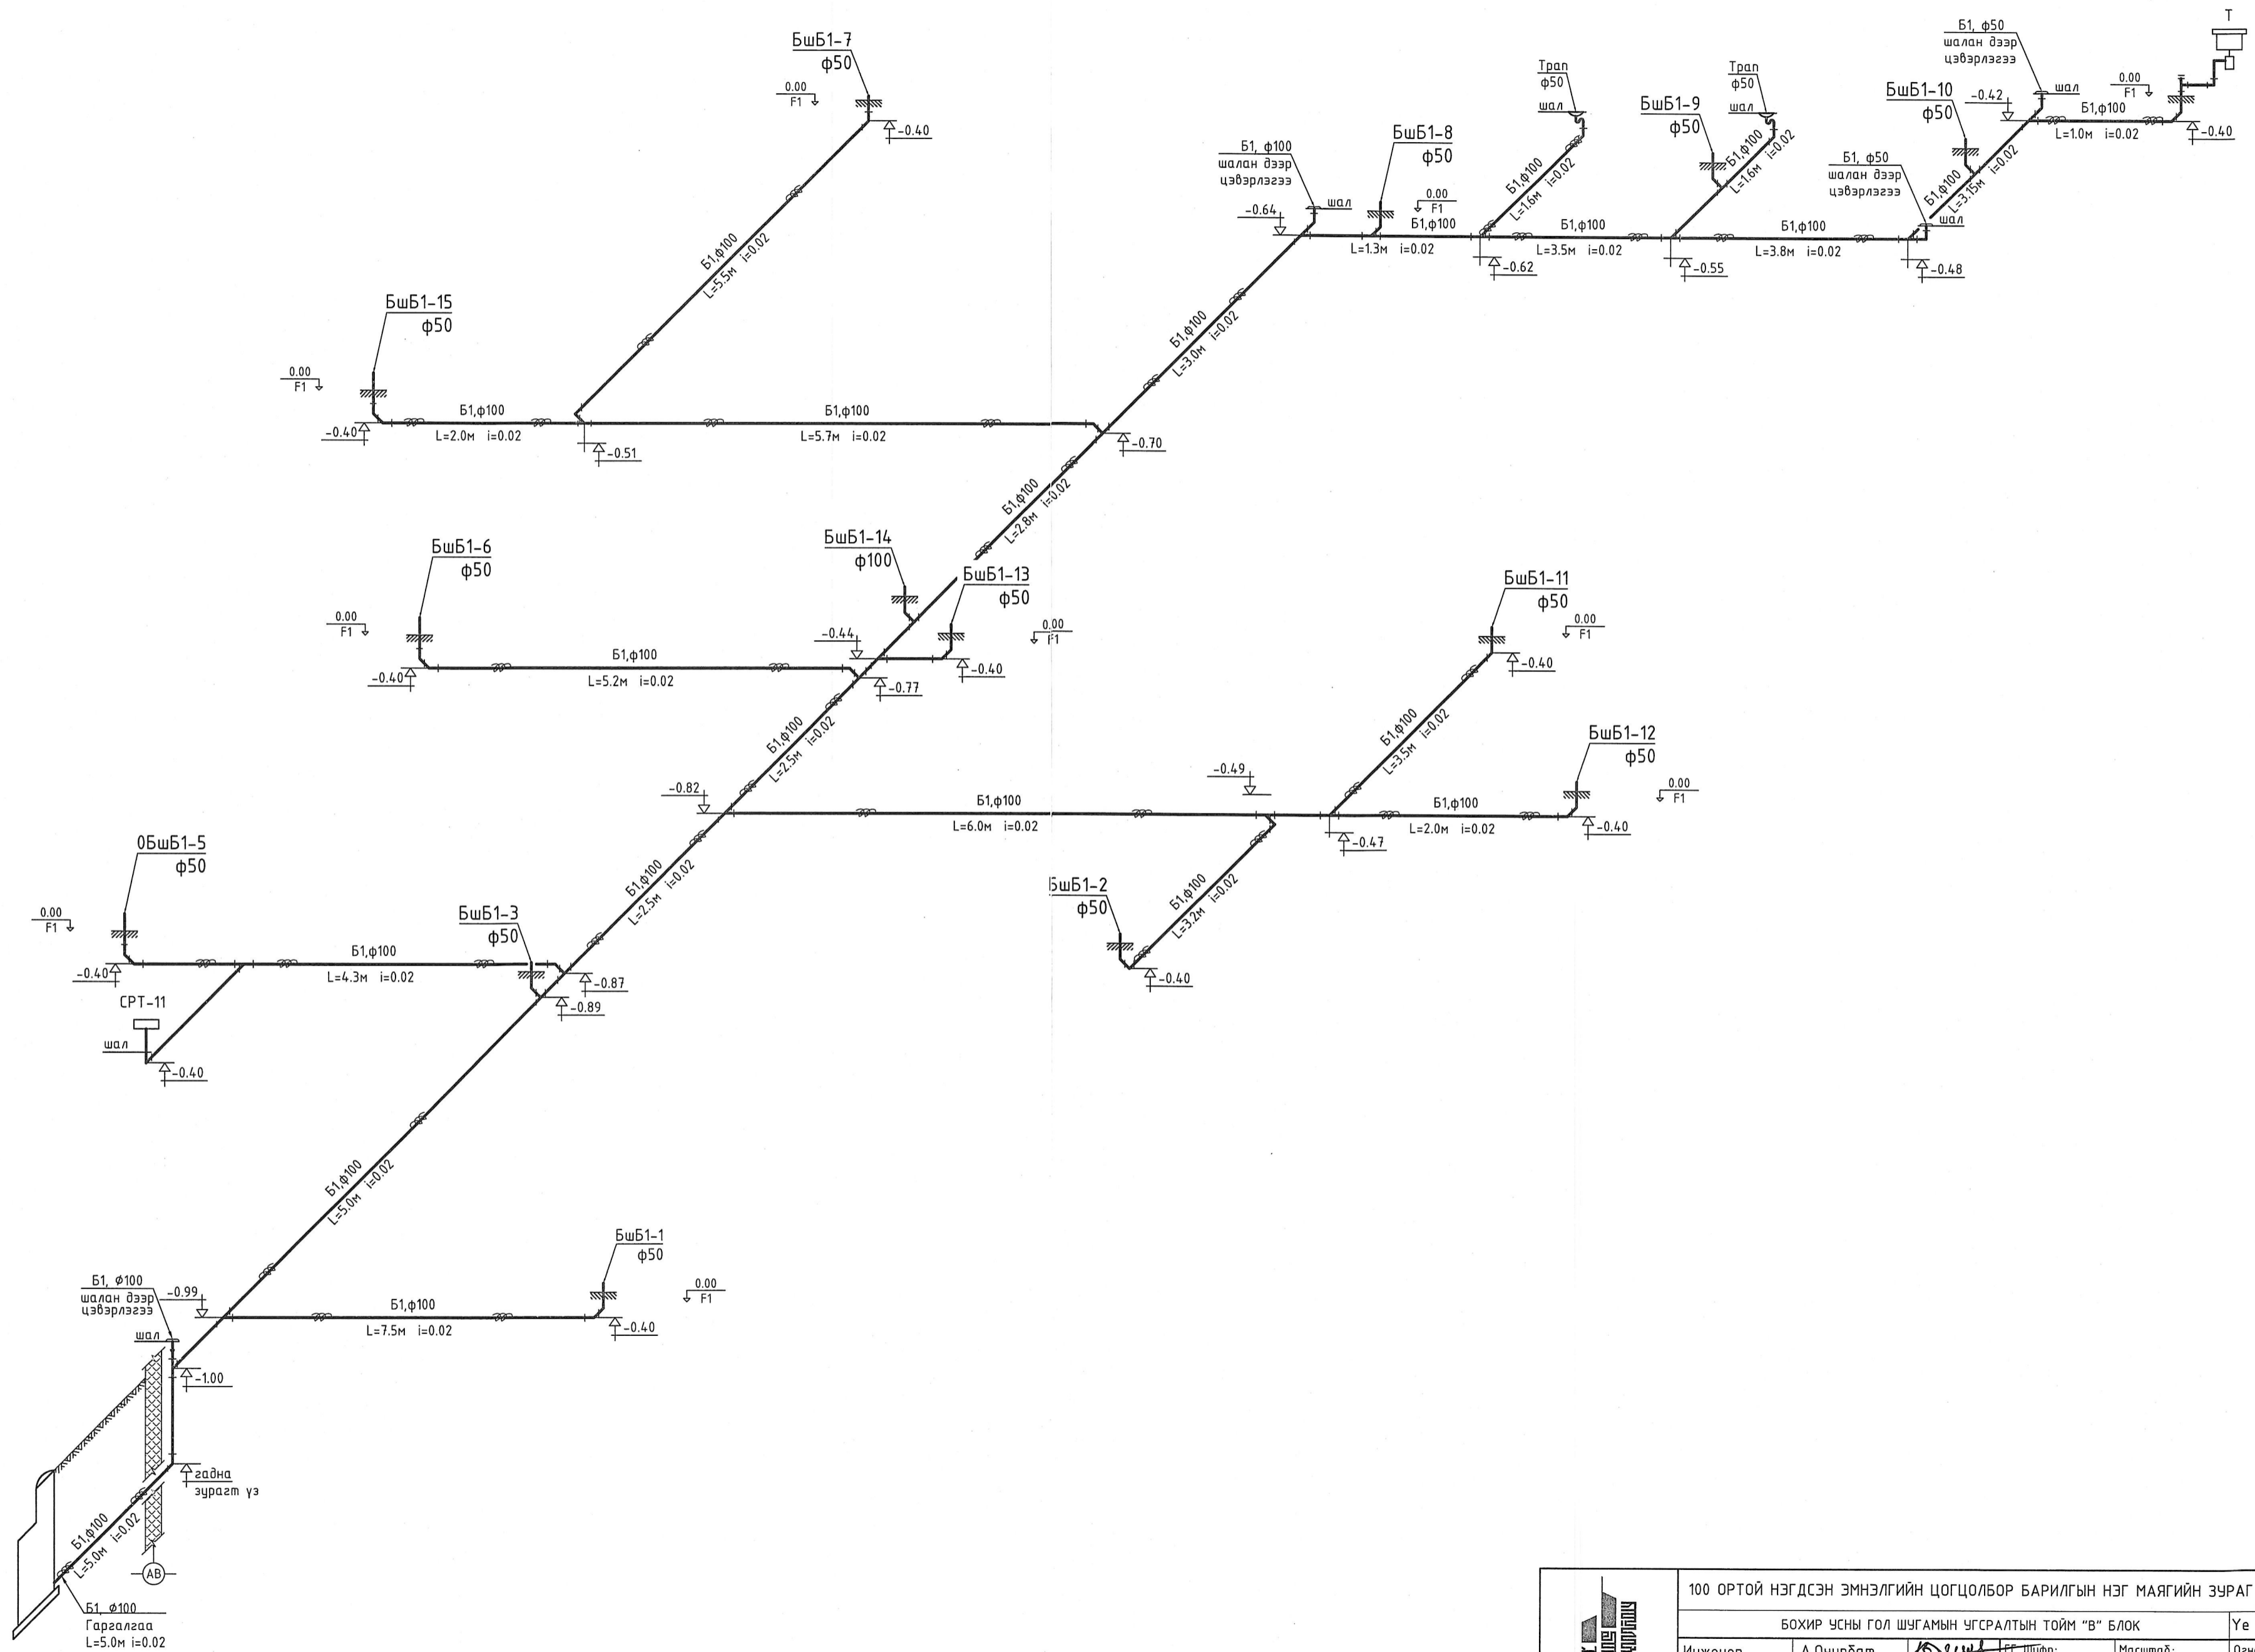 БшБ1-7
ф50
0.00
F1
-0.40
Б1,ф100
L=5.5м i=0.02
БшБ1-15
ф50
0.00
F1
-0.40
Б1,ф100
L=2.0м i=0.02
-0.51
Б1,ф100
L=5.7м i=0.02
-0.70
Б1, ф100
шалан дээр
цэвэрлэгээ
шал
-0.64
БшБ1-8
ф50
0.00
F1
Б1,ф100
L=1.3м i=0.02
-0.62
Трап
ф50
шал
Б1,ф100
L=1.6м i=0.02
Б1,ф100
L=3.5м i=0.02
-0.55
БшБ1-9
ф50
Трап
ф50
шал
Б1,ф100
L=1.6м i=0.02
Б1,ф100
L=3.8м i=0.02
-0.48
Б1, ф50
шалан дээр
цэвэрлэгээ
шал
БшБ1-10
ф50
Б1,ф100
L=3.15м i=0.02
Б1, ф50
шалан дээр
цэвэрлэгээ
шал
-0.42
0.00
F1
Б1,ф100
L=1.0м i=0.02
-0.40
Т
Б1,ф100
L=3.0м i=0.02
Б1,ф100
L=2.8м i=0.02
БшБ1-6
ф50
0.00
F1
-0.40
Б1,ф100
L=5.2м i=0.02
БшБ1-14
ф100
БшБ1-13
ф50
-0.44
0.00
F1
-0.40
-0.77
Б1,ф100
L=2.5м i=0.02
БшБ1-11
ф50
0.00
F1
-0.40
Б1,ф100
L=3.5м i=0.02
БшБ1-12
ф50
0.00
F1
-0.40
Б1,ф100
L=2.0м i=0.02
-0.47
-0.49
-0.82
Б1,ф100
L=6.0м i=0.02
БшБ1-2
ф50
Б1,ф100
L=3.2м i=0.02
-0.40
Б1,ф100
L=2.5м i=0.02
0БшБ1-5
ф50
0.00
F1
-0.40
Б1,ф100
L=4.3м i=0.02
БшБ1-3
ф50
-0.87
-0.89
СРТ-11
шал
-0.40
Б1,ф100
L=5.0м i=0.02
БшБ1-1
ф50
0.00
F1
-0.40
Б1,ф100
L=7.5м i=0.02
-0.99
Б1, Ø100
шалан дээр
цэвэрлэгээ
шал
-1.00
гадна
зурагт үз
Б1,ф100
L=5.0м i=0.02
АВ
Б1, Ø100
Гаргалгаа
L=5.0м i=0.02
100 ОРТОЙ НЭГДСЭН ЭМНЭЛГИЙН ЦОГЦОЛБОР БАРИЛГЫН НЭГ МАЯГИЙН ЗУРАГ
БОХИР УСНЫ ГОЛ ШУГАМЫН УГСРАЛТЫН ТОЙМ "В" БЛОК